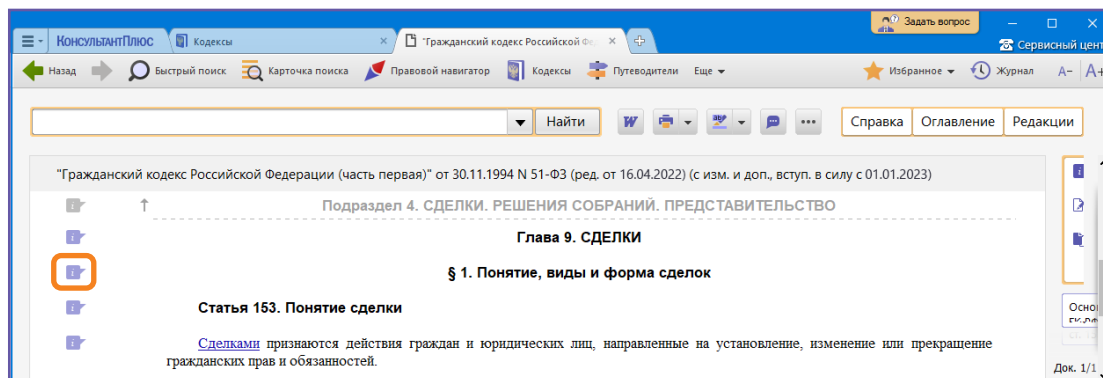 Задать вопрос
КонсультантПлюс Кодексы "Гражданский кодекс Российской Сервисный цент
Назад Быстрый поиск Карточка поиска Правовой навигатор Кодексы Путеводители Еще Избранное Журнал A- A+
Найти W Справка Оглавление Редакции
"Гражданский кодекс Российской Федерации (часть первая)" от 30.11.1994 N 51-ФЗ (ред. от 16.04.2022) (с изм. и доп., вступ. в силу с 01.01.2023)
Подраздел 4. СДЕЛКИ. РЕШЕНИЯ СОБРАНИЙ. ПРЕДСТАВИТЕЛЬСТВО
Глава 9. СДЕЛКИ
§ 1. Понятие, виды и форма сделок
Статья 153. Понятие сделки
Осно
Сделками признаются действия граждан и юридических лиц, направленные на установление, изменение или прекращение
гражданских прав и обязанностей.
Док. 1/1